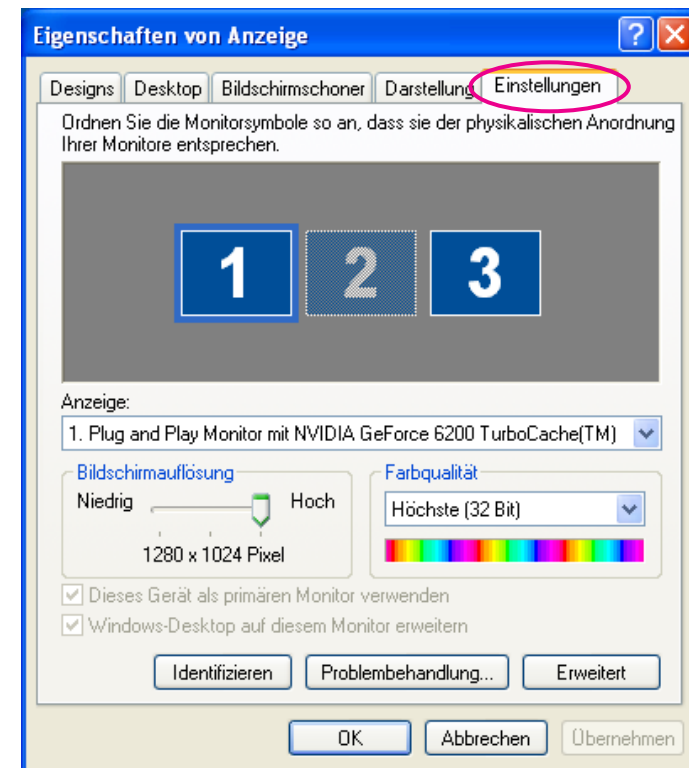 Eigenschaften von Anzeige
Designs Desktop Bildschirmschoner Darstellung Einstellungen
Ordnen Sie die Monitorsymbole so an, dass sie der physikalischen Anordnung
Ihrer Monitore entsprechen.
1 2 3
Anzeige:
1. Plug and Play Monitor mit NVIDIA GeForce 6200 TurboCache(TM)
Bildschirmauflösung Farbqualität
Niedrig Hoch Höchste (32 Bit)
1280 x 1024 Pixel
Dieses Gerät als primären Monitor verwenden
Windows-Desktop auf diesem Monitor erweitern
Identifizieren Problembehandlung... Erweitert
OK Abbrechen Übernehmen